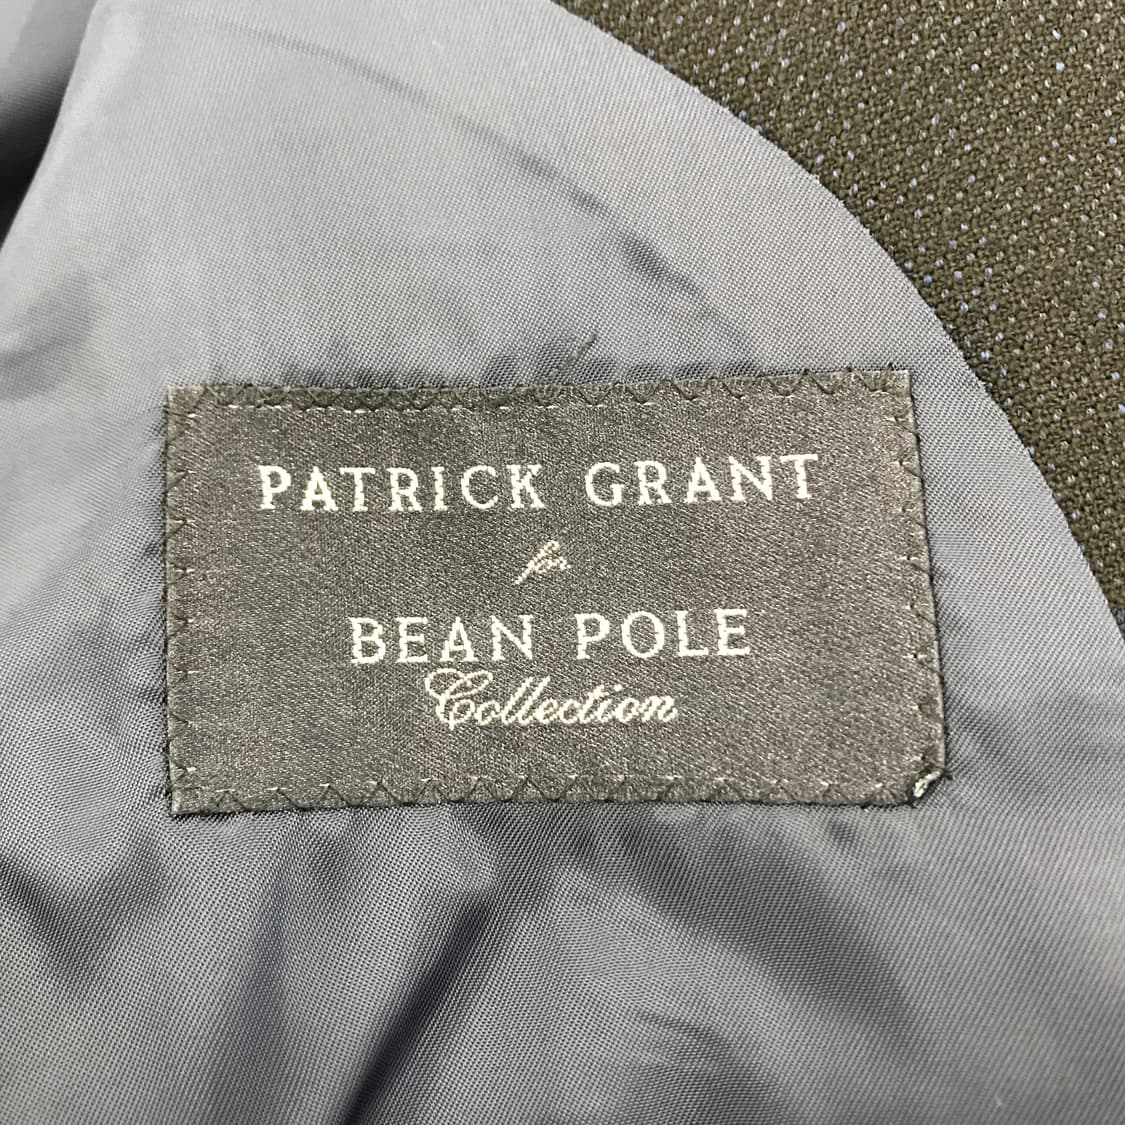 PATRICK GRANT
for
BEAN POLE
Collection